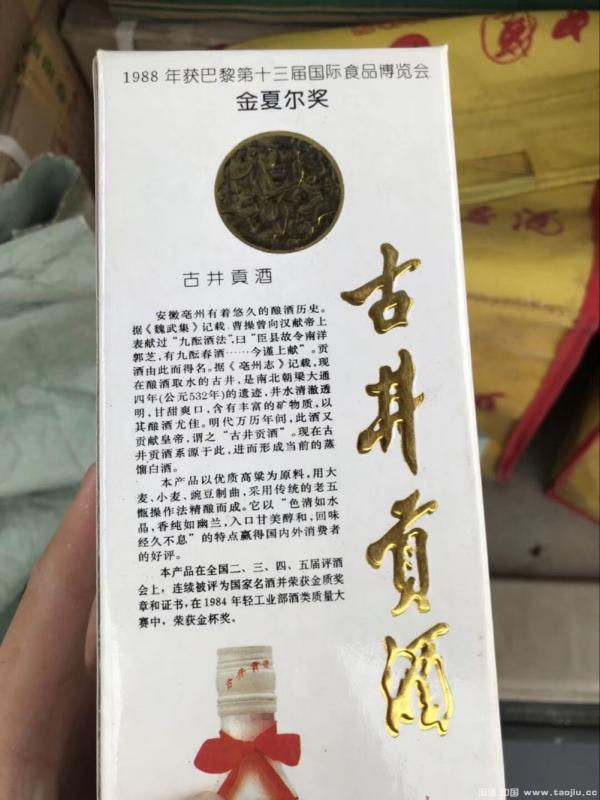 1988年获巴黎第十三届国际食品博览会
金夏尔奖
古井貢酒
安徽亳州有着悠久的酿酒历史。
据《魏武集》记载,曹操曾向汉献帝上
表献过“九酝酒法”,曰“臣县故令南洋
郭芝,有九酝春酒……今谨上献”。贡
酒由此而得名。据《亳州志》记载,现
在酿酒取水的古井,是南北朝梁大通
四年(公元532年)的遗迹,井水清澈透
明,甘甜爽口,含有丰富的矿物质,以
其酿酒尤佳。明代万历年间,此酒又
贡献皇帝,谓之“古井贡酒”。现在古
井贡酒系源于此,进而形成当前的蒸
馏白酒。
本产品以优质高粱为原料,用大
麦、小麦、豌豆制曲,采用传统的老五
甑操作法精酿而成。它以“色清如水
晶,香纯如幽兰,入口甘美醇和,回味
经久不息”的特点赢得国内外消费者
的好评。
本产品在全国二、三、四、五届评酒
会上,连续被评为国家名酒并荣获金质奖
章和证书,在1984年轻工业部酒类质量大
赛中,荣获金杯奖。
古井贡酒
古井貢酒
www.taojiu.cc